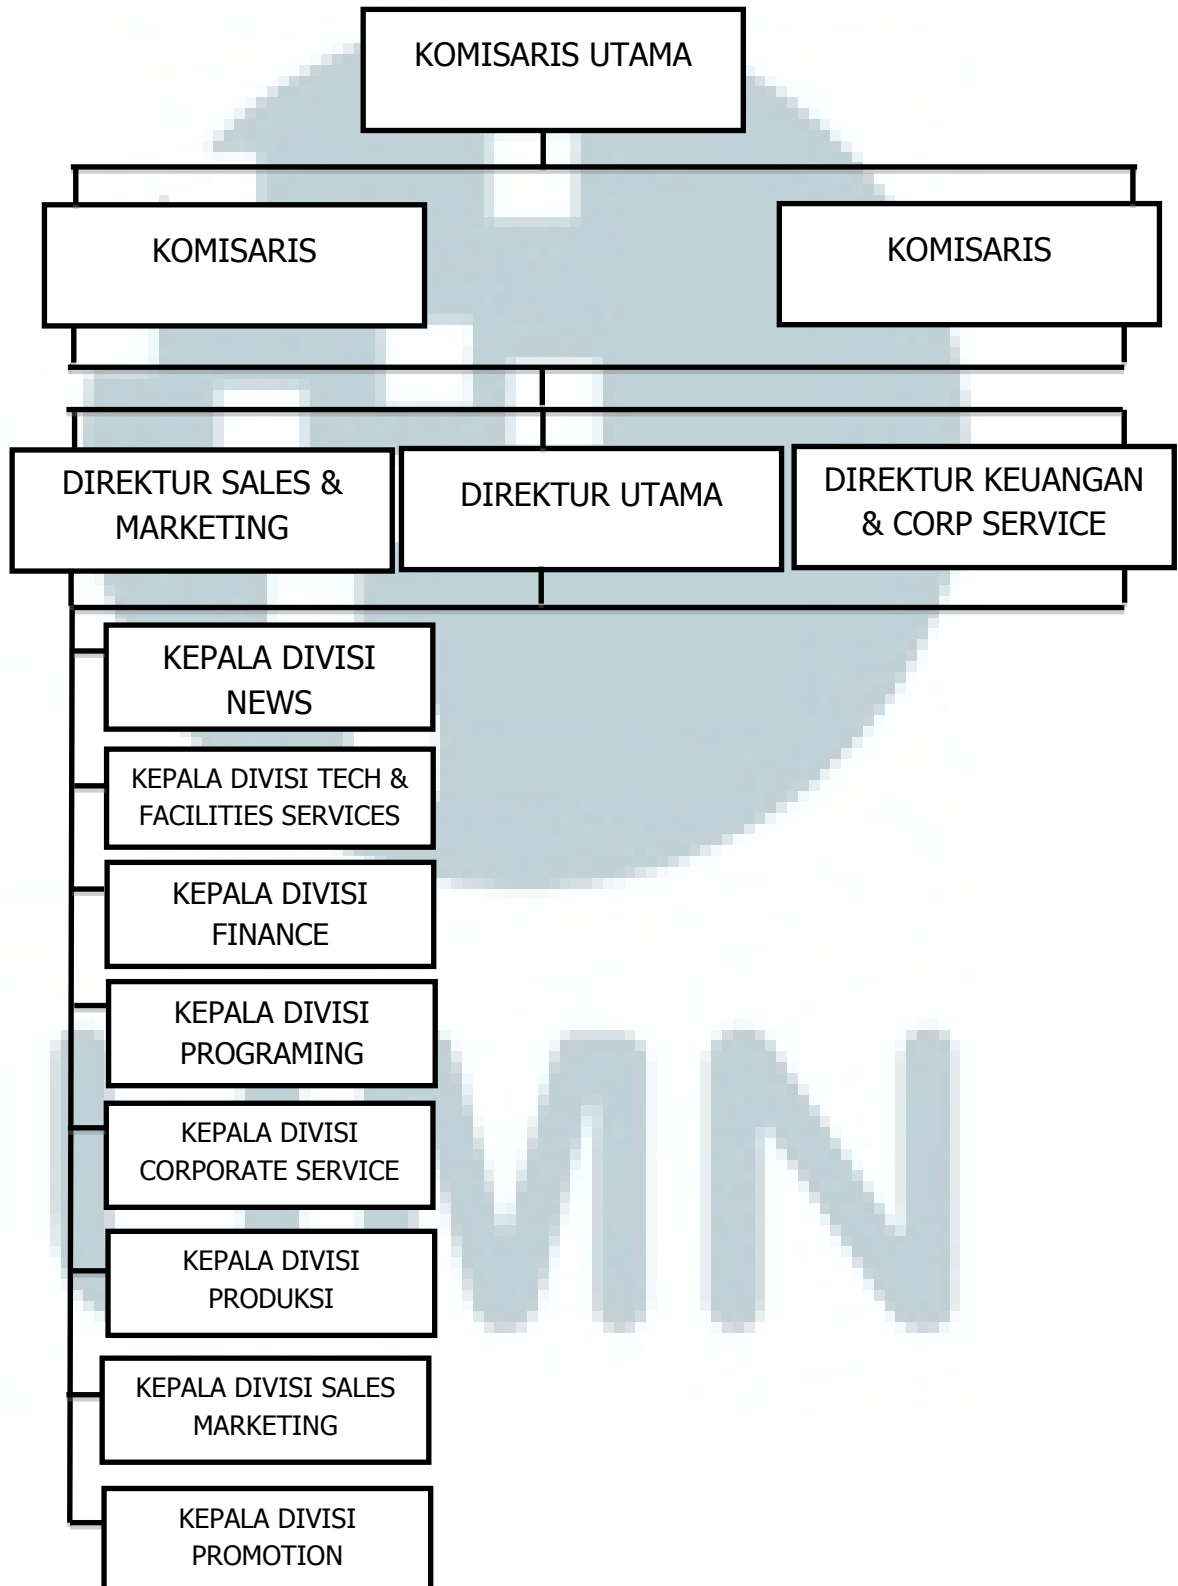 KOMISARIS UTAMA
KOMISARIS
KOMISARIS
DIREKTUR SALES &
MARKETING
DIREKTUR UTAMA
DIREKTUR KEUANGAN
& CORP SERVICE
KEPALA DIVISI
NEWS
KEPALA DIVISI TECH &
FACILITIES SERVICES
KEPALA DIVISI
FINANCE
KEPALA DIVISI
PROGRAMING
KEPALA DIVISI
CORPORATE SERVICE
KEPALA DIVISI
PRODUKSI
KEPALA DIVISI SALES
MARKETING
KEPALA DIVISI
PROMOTION
UMN